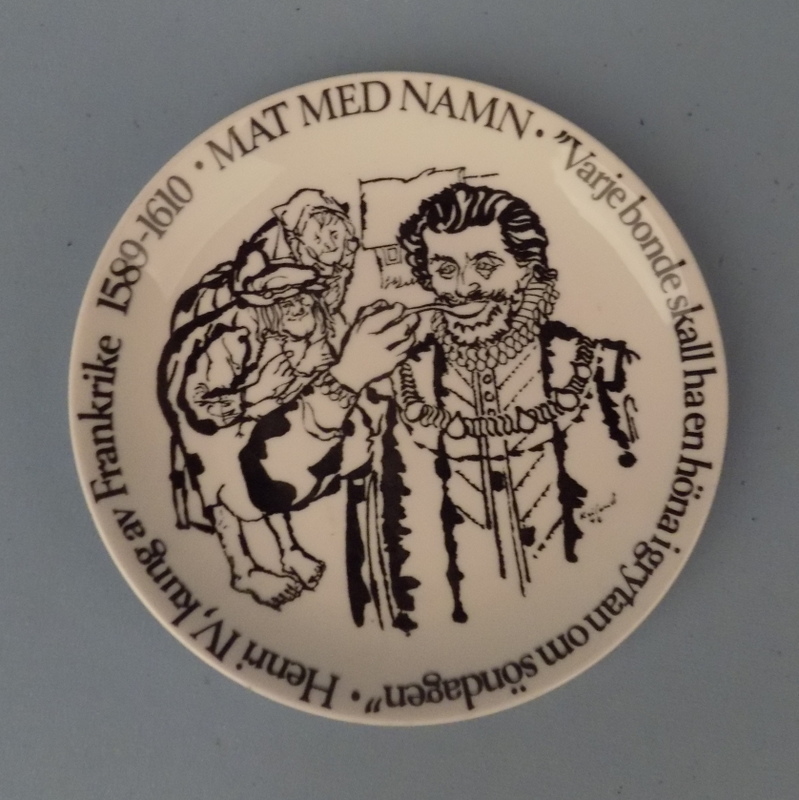 MAT MED NAMN · "Varje bonde skall ha en höna i grytan om söndagen" · Henri IV, kung av Frankrike 1589-1610 ·